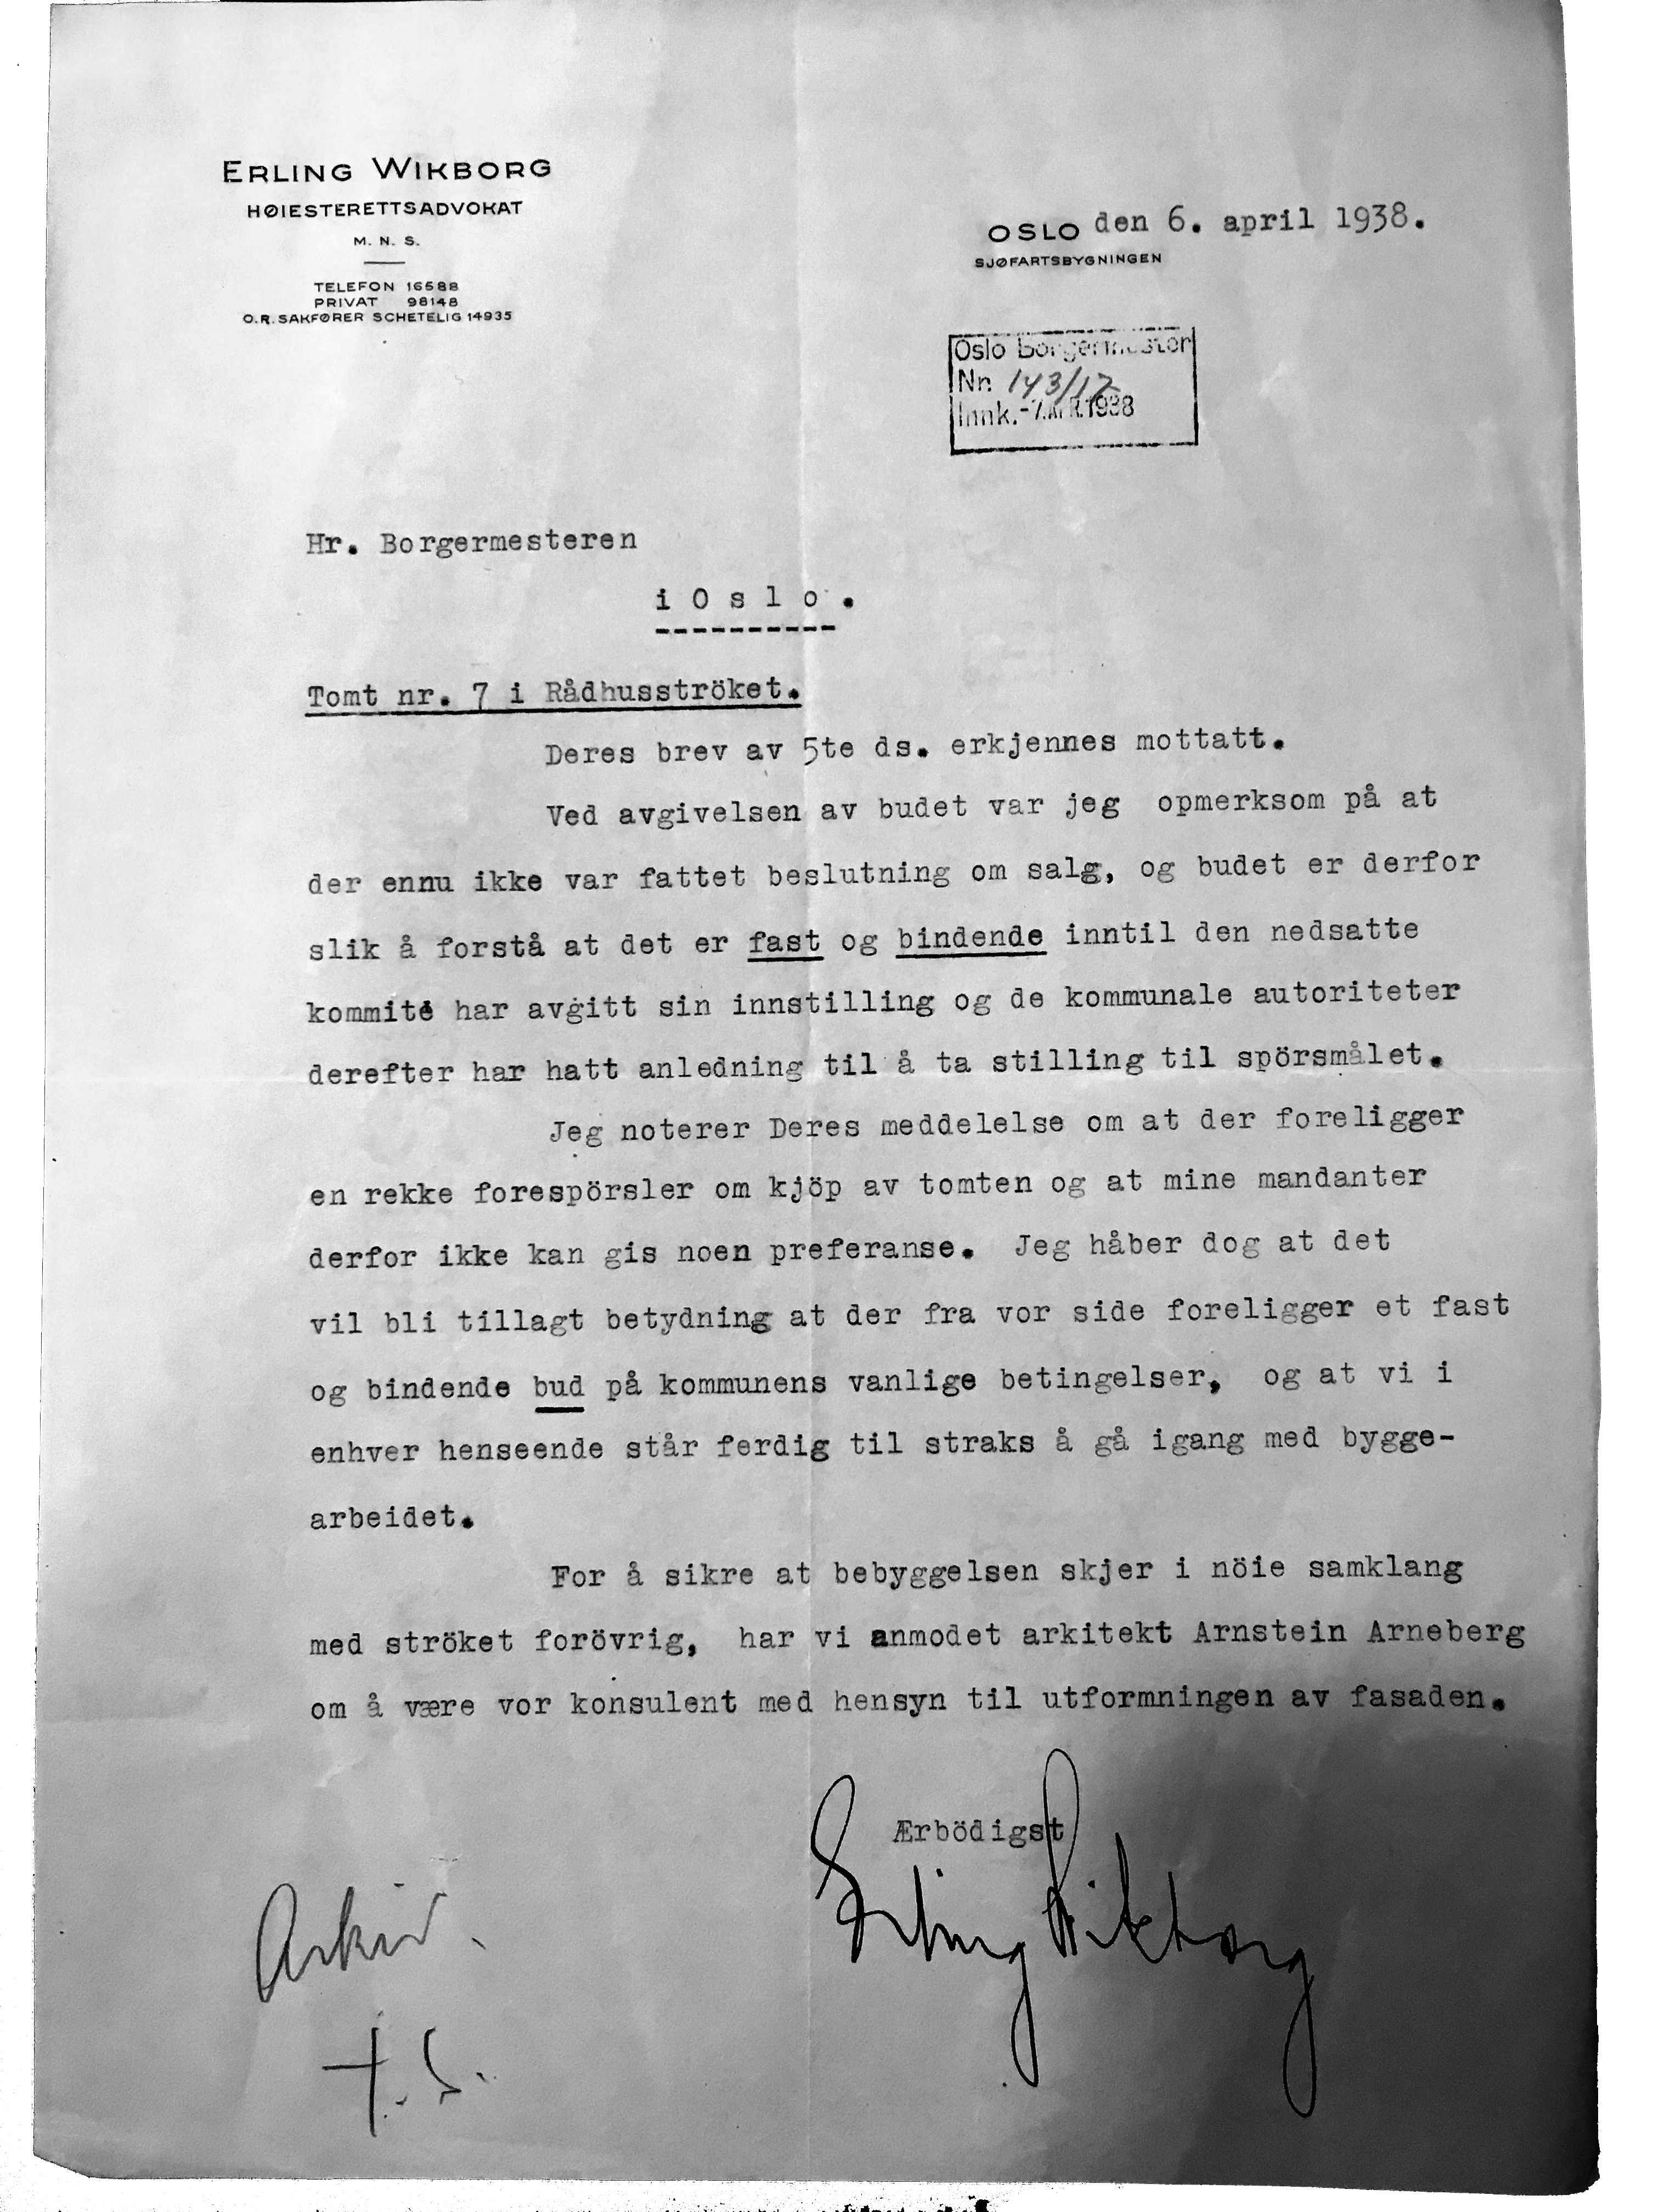 ERLING WIKBORG
HØIESTERETTSADVOKAT
M. N. S.
TELEFON 16588
PRIVAT 98148
O.R. SAKFØRER SCHETELIG 14935
OSLO den 6. april 1938.
SJØFARTSBYGNINGEN
Oslo Borgermester
Nr. 143/17
Innk. -7.APR.1938
Hr. Borgermesteren
i O s l o .
Tomt nr. 7 i Rådhusströket.
Deres brev av 5te ds. erkjennes mottatt.
Ved avgivelsen av budet var jeg opmerksom på at
der ennu ikke var fattet beslutning om salg, og budet er derfor
slik å forstå at det er fast og bindende inntil den nedsatte
kommité har avgitt sin innstilling og de kommunale autoriteter
derefter har hatt anledning til å ta stilling til spörsmålet.
Jeg noterer Deres meddelelse om at der foreligger
en rekke forespörsler om kjöp av tomten og at mine mandanter
derfor ikke kan gis noen preferanse. Jeg håber dog at det
vil bli tillagt betydning at der fra vor side foreligger et fast
og bindende bud på kommunens vanlige betingelser, og at vi i
enhver henseende står ferdig til straks å gå igang med bygge-
arbeidet.
For å sikre at bebyggelsen skjer i nöie samklang
med ströket forövrig, har vi anmodet arkitekt Arnstein Arneberg
om å være vor konsulent med hensyn til utformningen av fasaden.
Ærbödigst
Erling Wikborg
Arkiv.